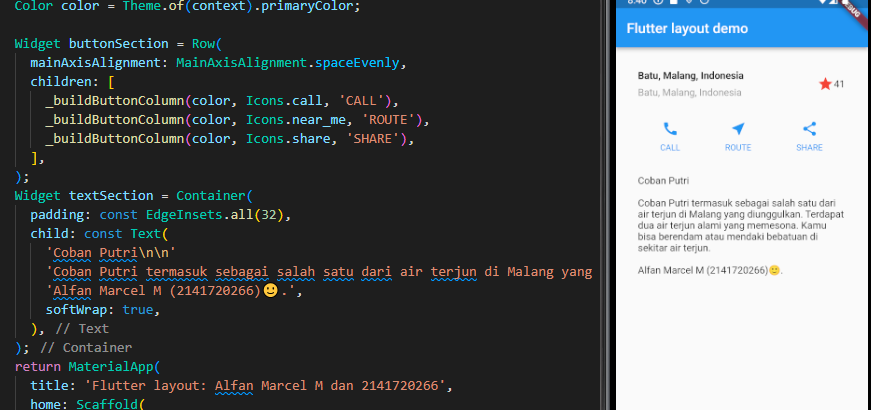 Color color = Theme.of(context).primaryColor;
Widget buttonSection = Row(
mainAxisAlignment: MainAxisAlignment.spaceEvenly,
children: [
_buildButtonColumn(color, Icons.call, 'CALL'),
_buildButtonColumn(color, Icons.near_me, 'ROUTE'),
_buildButtonColumn(color, Icons.share, 'SHARE'),
],
);
Widget textSection = Container(
padding: const EdgeInsets.all(32),
child: const Text(
'Coban Putri\n\n'
'Coban Putri termasuk sebagai salah satu dari air terjun di Malang yang
'Alfan Marcel M (2141720266)🙂.',
softWrap: true,
), // Text
); // Container
return MaterialApp(
title: 'Flutter layout: Alfan Marcel M dan 2141720266',
home: Scaffold(
8:40
Flutter layout demo
Batu, Malang, Indonesia
Batu, Malang, Indonesia
41
CALL ROUTE SHARE
Coban Putri
Coban Putri termasuk sebagai salah satu dari
air terjun di Malang yang diunggulkan. Terdapat
dua air terjun alami yang memesona. Kamu
bisa berendam atau mendaki bebatuan di
sekitar air terjun.
Alfan Marcel M (2141720266)🙂.